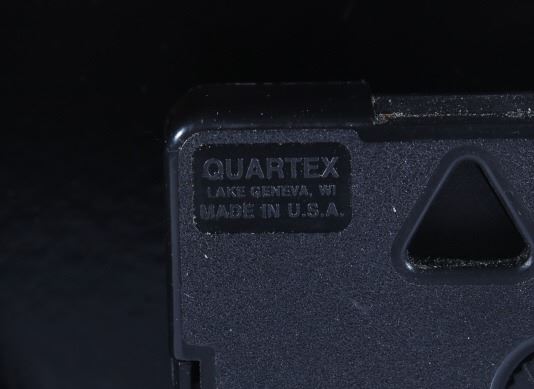 QUARTEX
LAKE GENEVA, WI
MADE IN U.S.A.